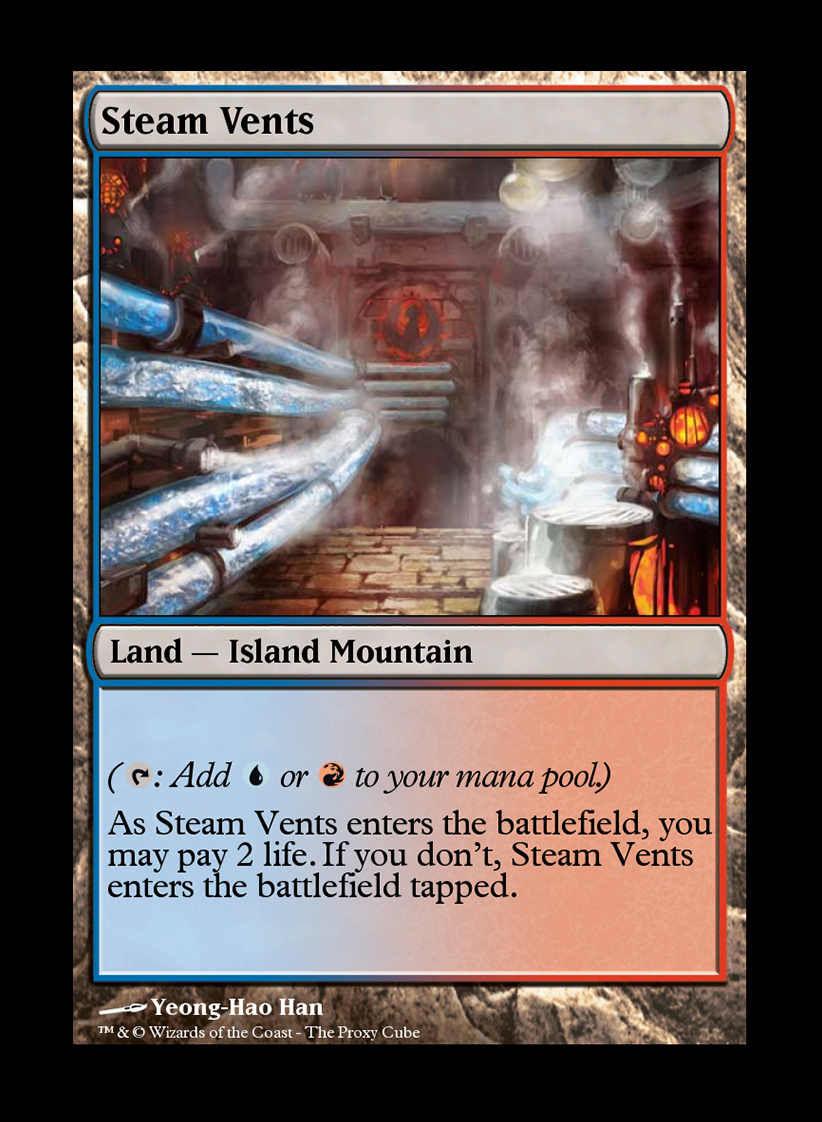 Steam Vents
Land — Island Mountain
( : Add or to your mana pool.)
As Steam Vents enters the battlefield, you
may pay 2 life. If you don't, Steam Vents
enters the battlefield tapped.
Yeong-Hao Han
™ & © Wizards of the Coast - The Proxy Cube